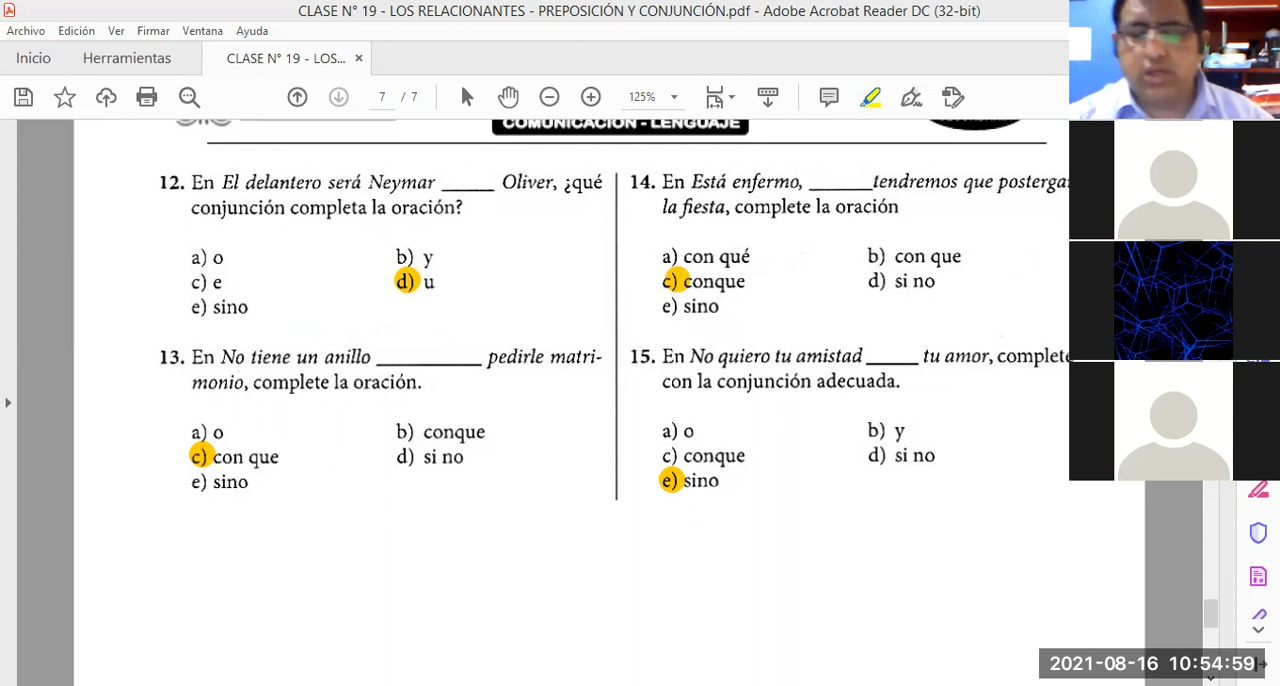 CLASE N° 19 - LOS RELACIONANTES - PREPOSICIÓN Y CONJUNCIÓN.pdf - Adobe Acrobat Reader DC (32-bit)
Archivo Edición Ver Firmar Ventana Ayuda
Inicio Herramientas CLASE N° 19 - LOS... ×
7 / 7 125%
COMUNICACIÓN - LENGUAJE
12. En El delantero será Neymar ______ Oliver, ¿qué
conjunción completa la oración?
a) o b) y
c) e d) u
e) sino
13. En No tiene un anillo ____________ pedirle matri-
monio, complete la oración.
a) o b) conque
c) con que d) si no
e) sino
14. En Está enfermo, _______tendremos que postergar
la fiesta, complete la oración
a) con qué b) con que
c) conque d) si no
e) sino
15. En No quiero tu amistad ______ tu amor, complete
con la conjunción adecuada.
a) o b) y
c) conque d) si no
e) sino
2021-08-16 10:54:59